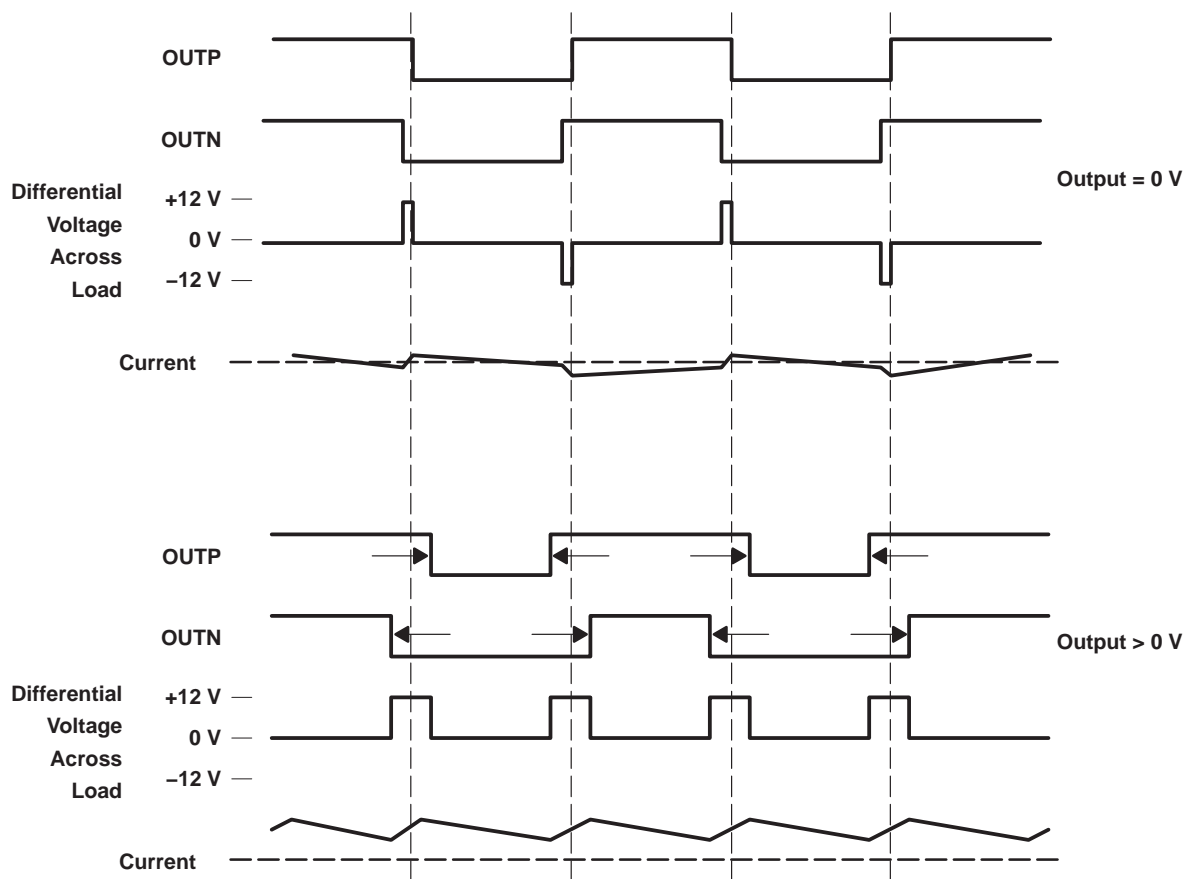 OUTP
OUTN
Output = 0 V
Differential
Voltage
Across
Load
+12 V
0 V
–12 V
Current
OUTP
OUTN
Output > 0 V
Differential
Voltage
Across
Load
+12 V
0 V
–12 V
Current